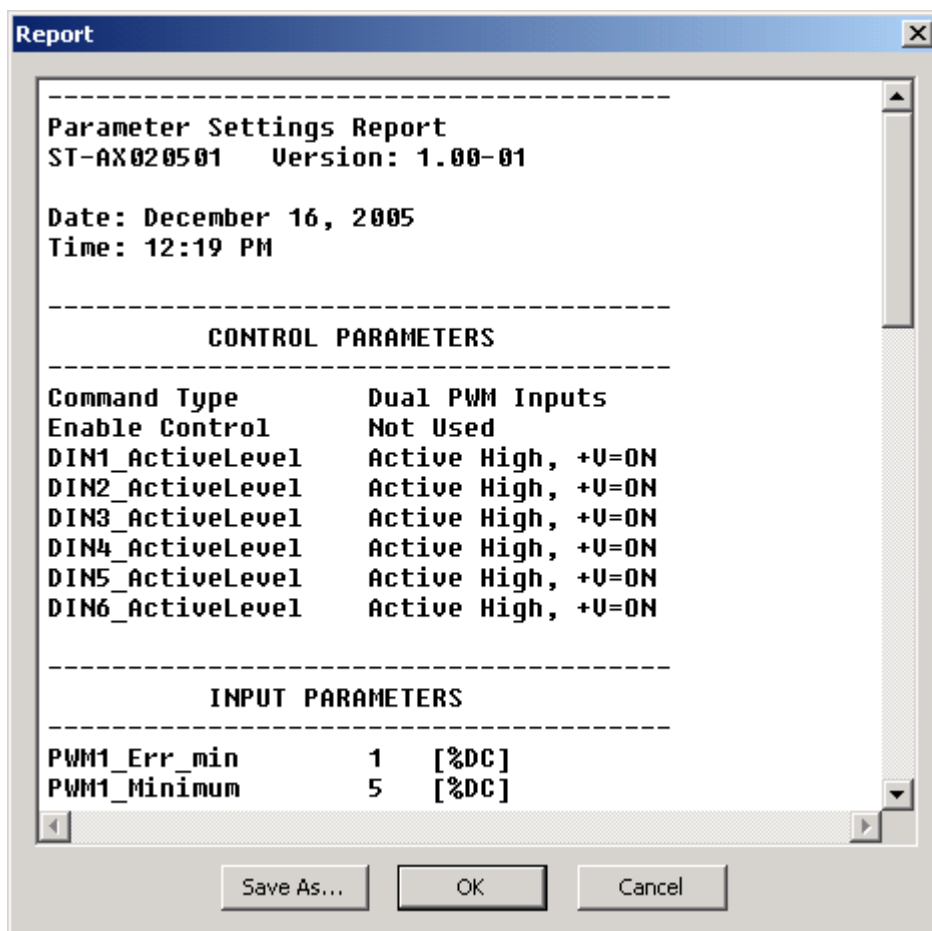 Report
---------------------------------------
Parameter Settings Report
ST-AX020501   Version: 1.00-01
Date: December 16, 2005
Time: 12:19 PM
---------------------------------------
CONTROL PARAMETERS
---------------------------------------
Command Type        Dual PWM Inputs
Enable Control      Not Used
DIN1_ActiveLevel    Active High, +V=ON
DIN2_ActiveLevel    Active High, +V=ON
DIN3_ActiveLevel    Active High, +V=ON
DIN4_ActiveLevel    Active High, +V=ON
DIN5_ActiveLevel    Active High, +V=ON
DIN6_ActiveLevel    Active High, +V=ON
---------------------------------------
INPUT PARAMETERS
---------------------------------------
PWM1_Err_min        1   [%DC]
PWM1_Minimum        5   [%DC]
Save As... OK Cancel